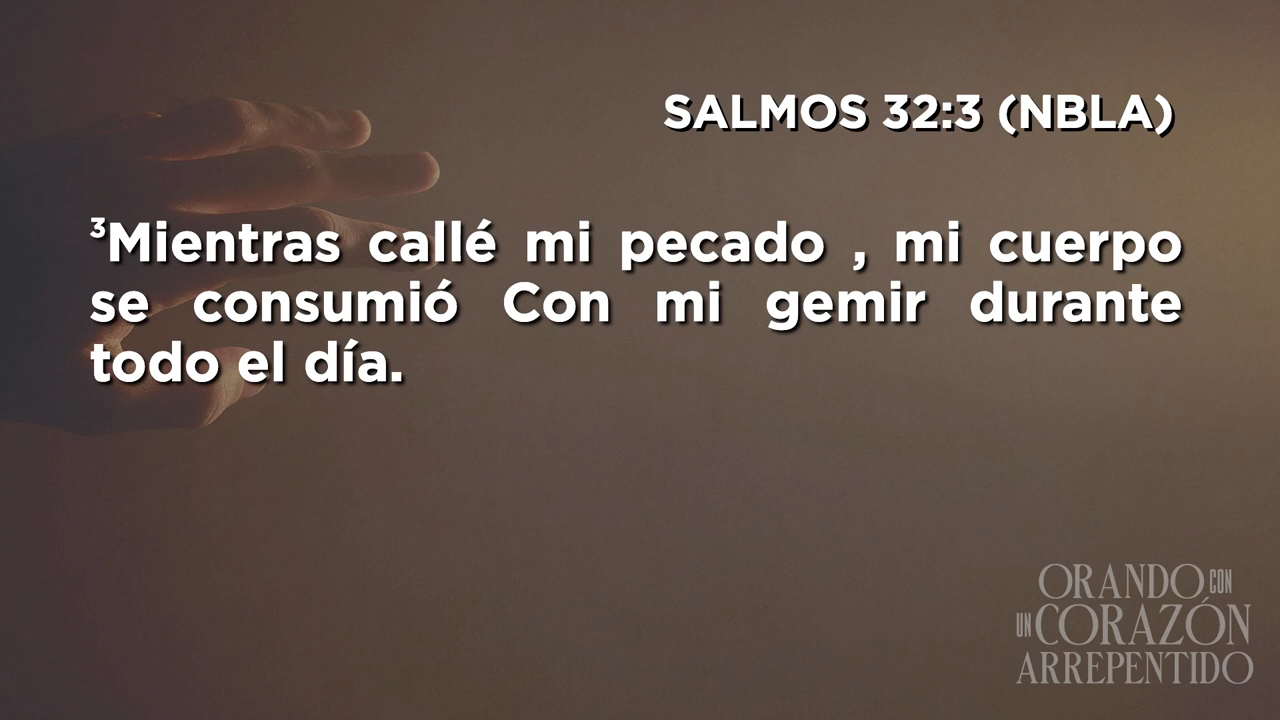 SALMOS 32:3 (NBLA)
³Mientras callé mi pecado , mi cuerpo
se consumió Con mi gemir durante
todo el día.
ORANDO CON
UN CORAZÓN
ARREPENTIDO